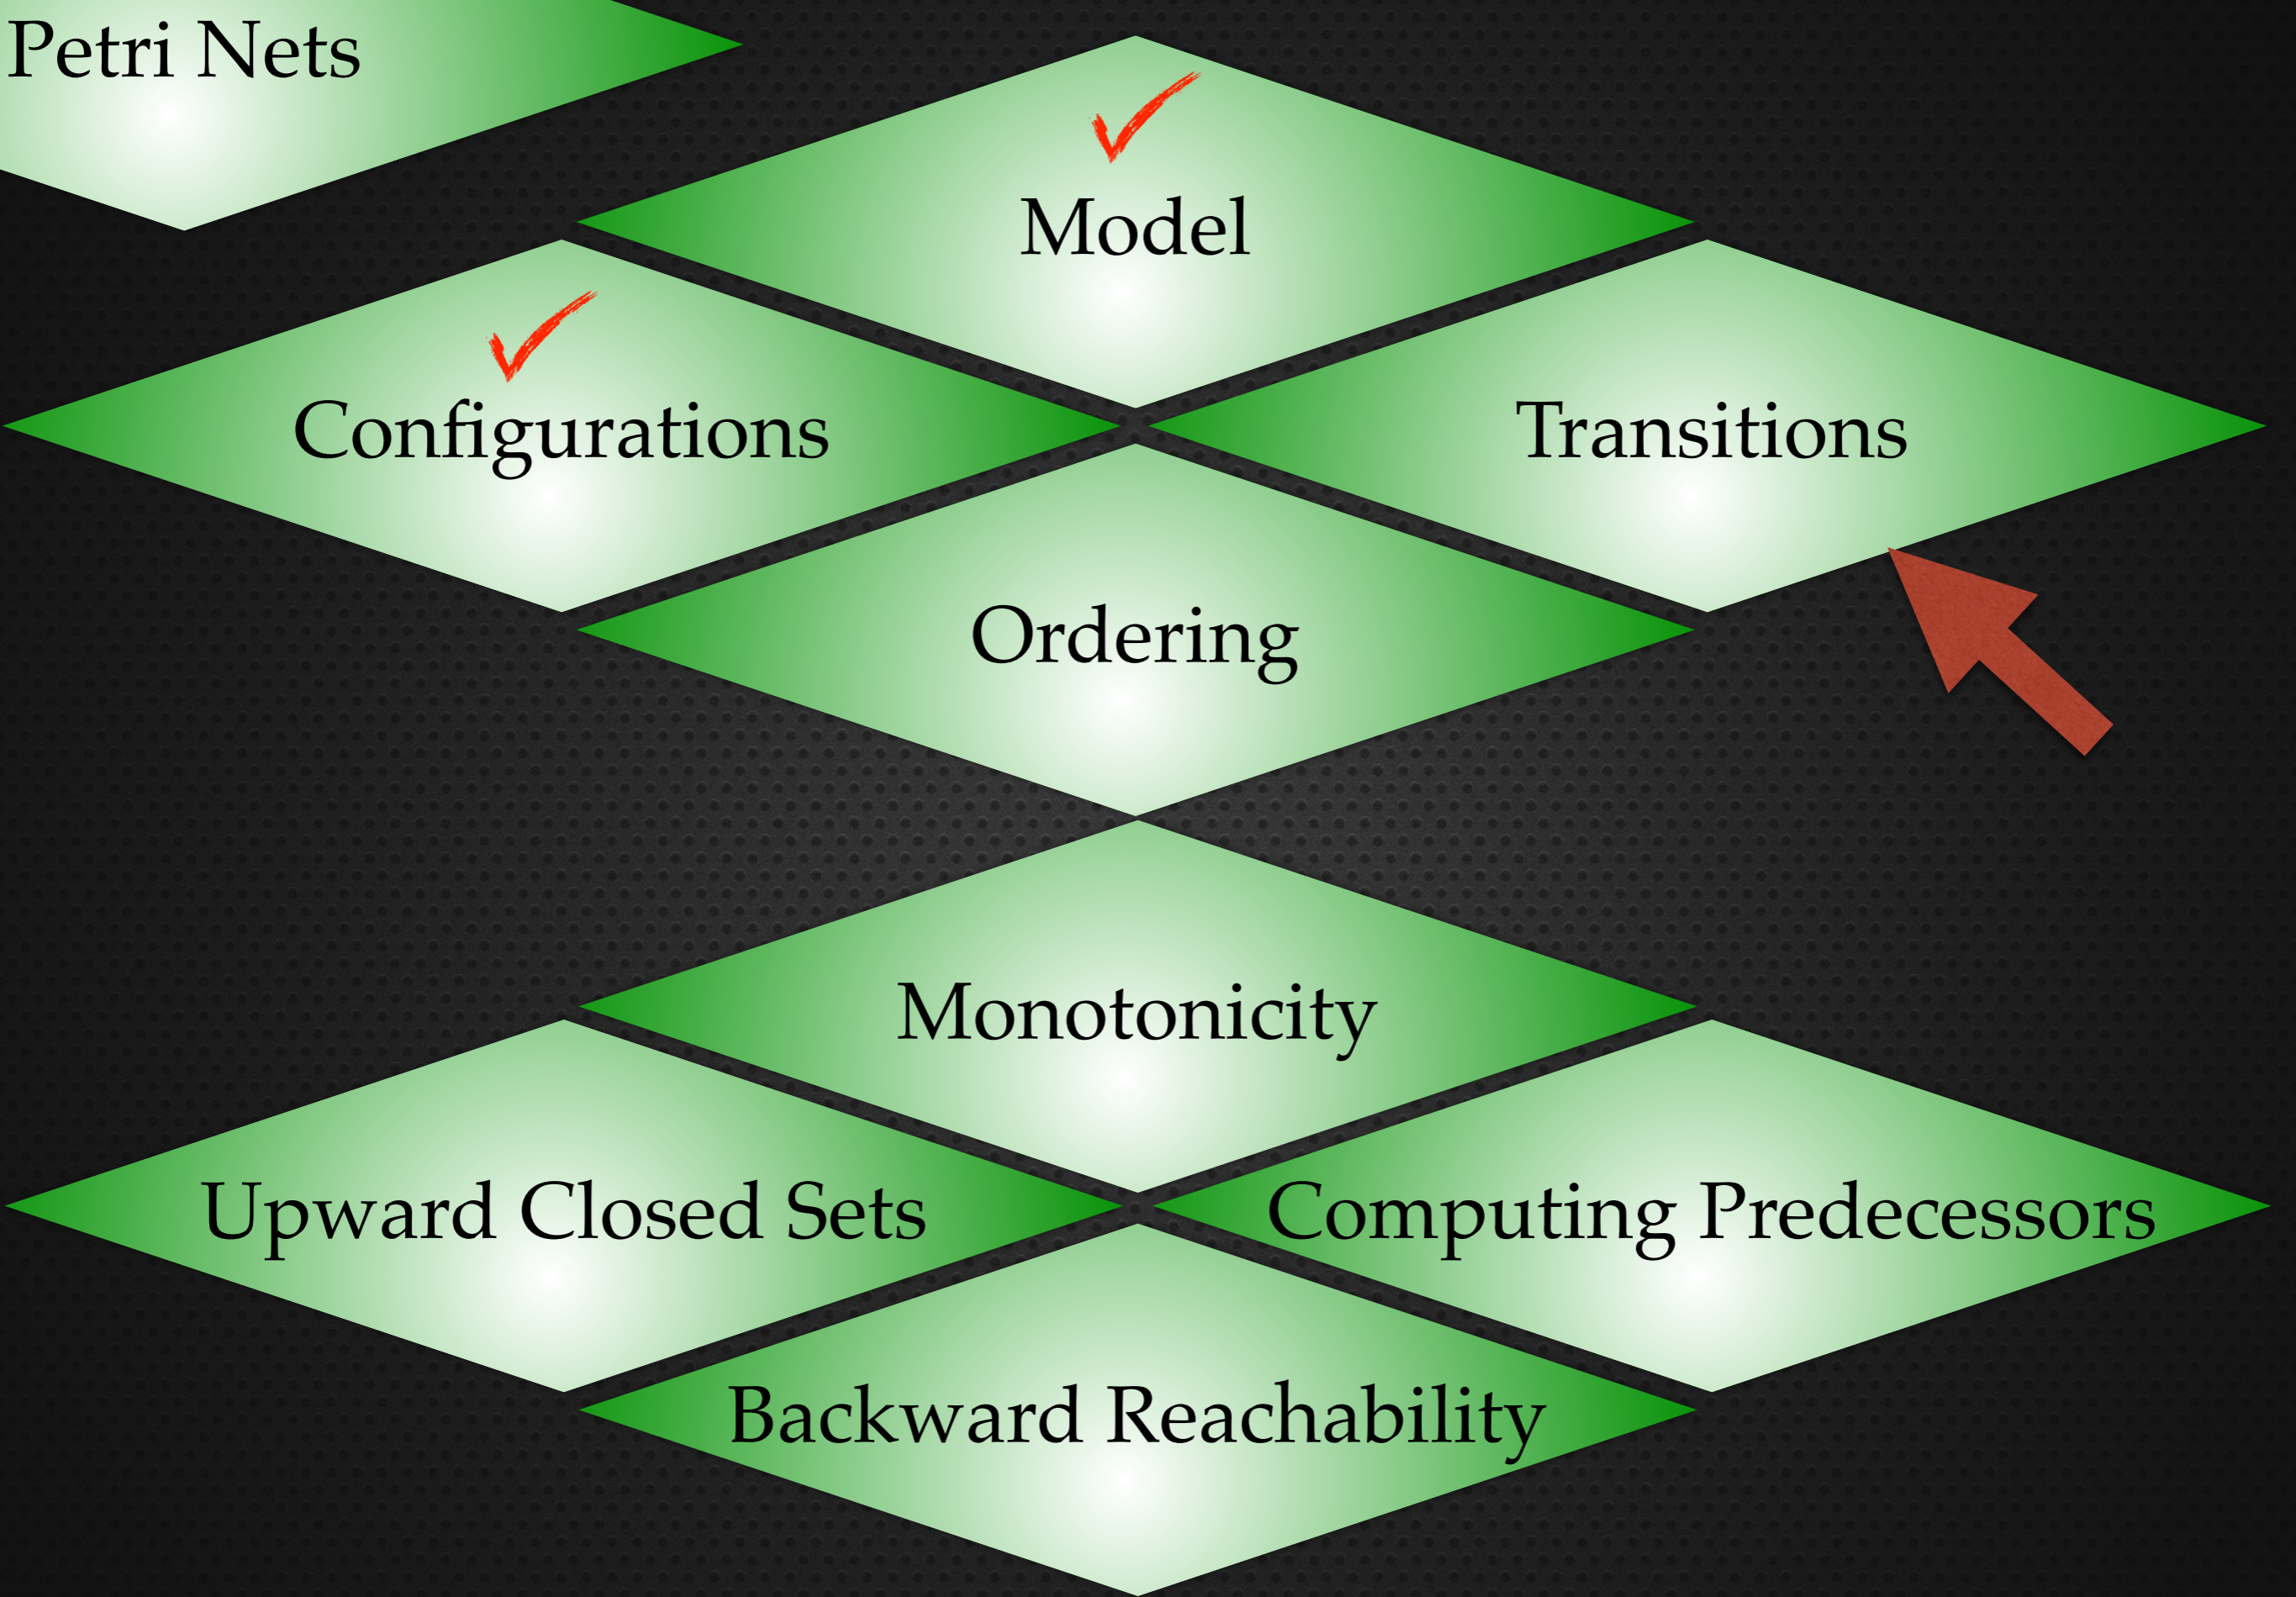 Petri Nets
Model
Configurations
Transitions
Ordering
Monotonicity
Upward Closed Sets
Computing Predecessors
Backward Reachability